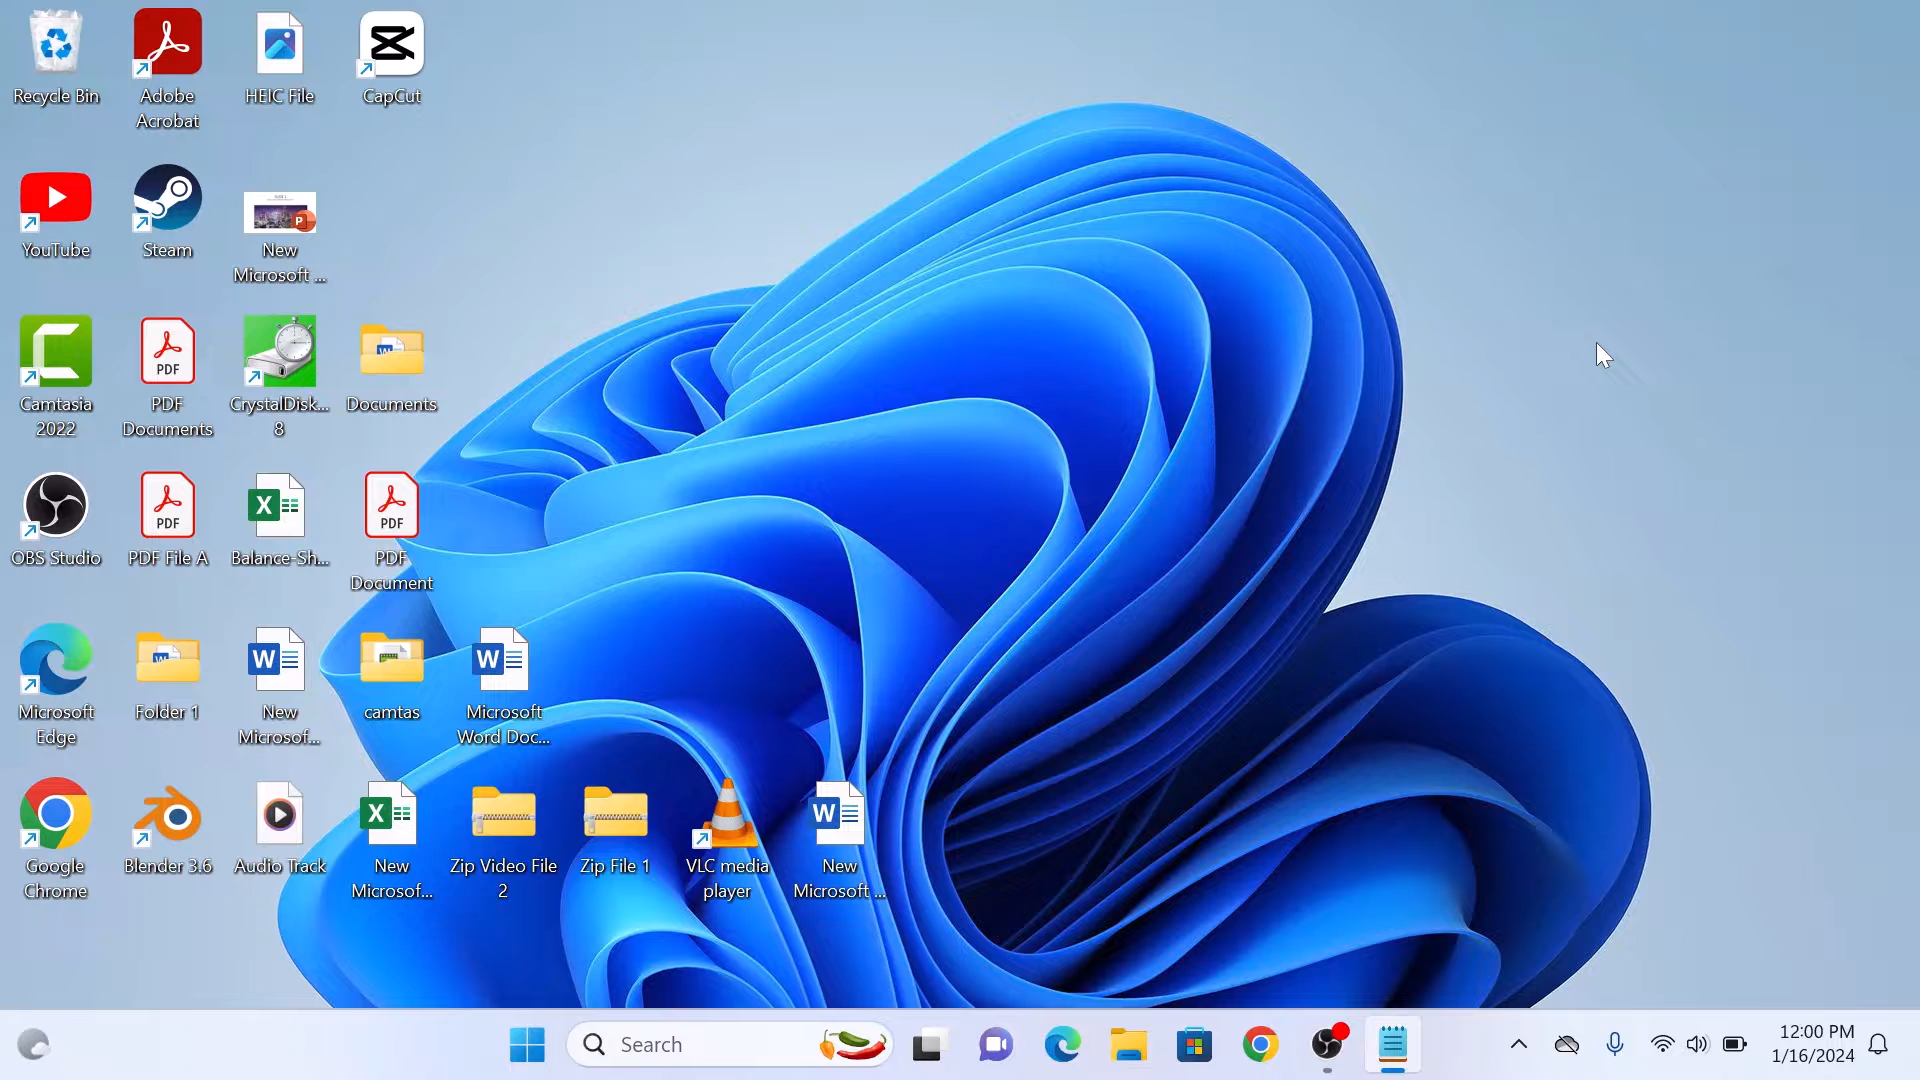 Recycle Bin
Adobe
Acrobat
HEIC File
CapCut
YouTube
Steam
P
New
Microsoft ...
Camtasia
2022
PDF
PDF
Documents
CrystalDisk...
8
W
Documents
OBS Studio
PDF
PDF File A
X
Balance-Sh...
PDF
PDF
Document
Microsoft
Edge
W
Folder 1
W
New
Microsof...
camtas
W
Microsoft
Word Doc...
Google
Chrome
Blender 3.6
Audio Track
X
New
Microsof...
Zip Video File
2
Zip File 1
VLC media
player
W
New
Microsoft ...
Search
12:00 PM
1/16/2024